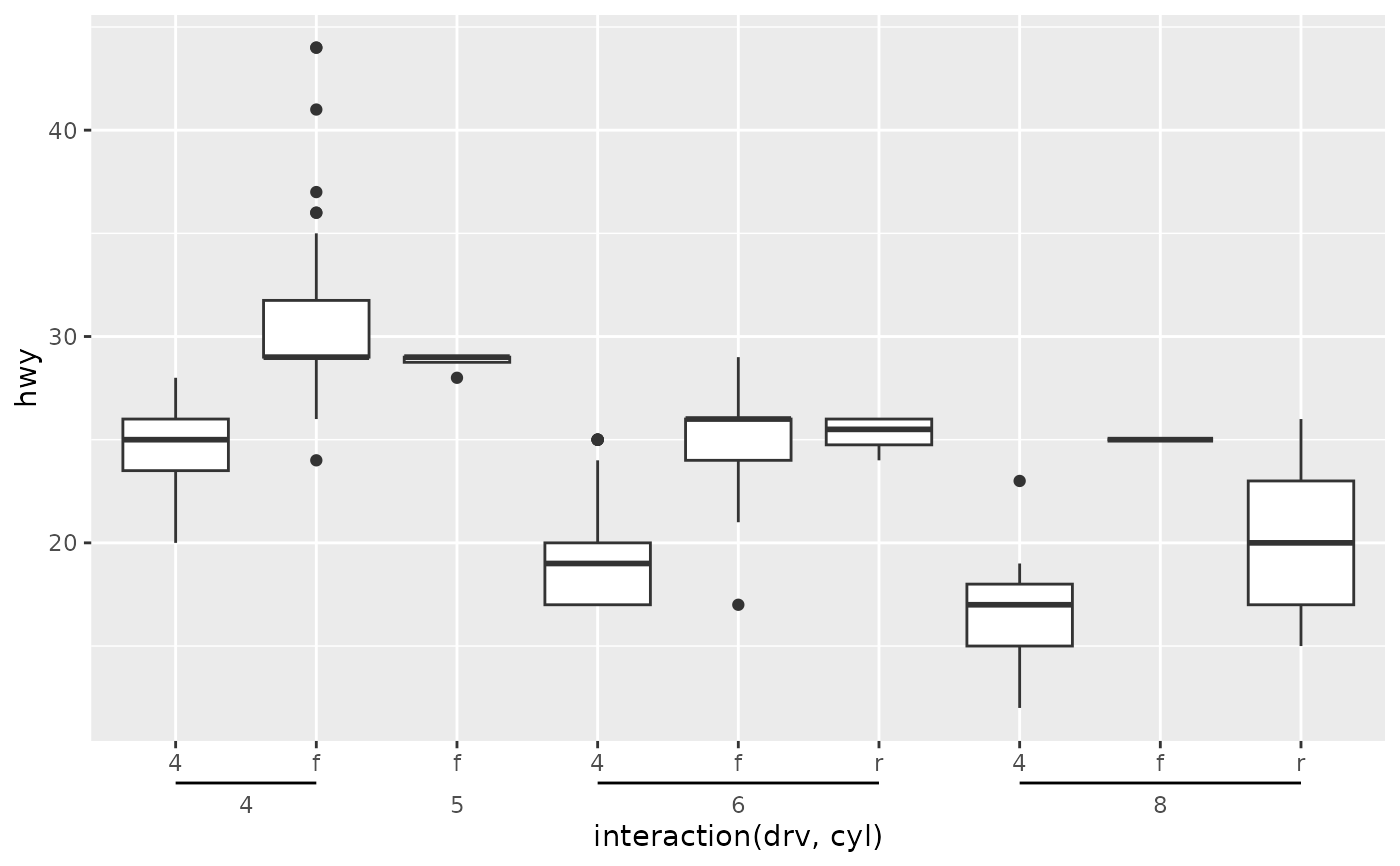 40
30
20
hwy
4 f f 4 f r 4 f r
4 5 6 8
interaction(drv, cyl)